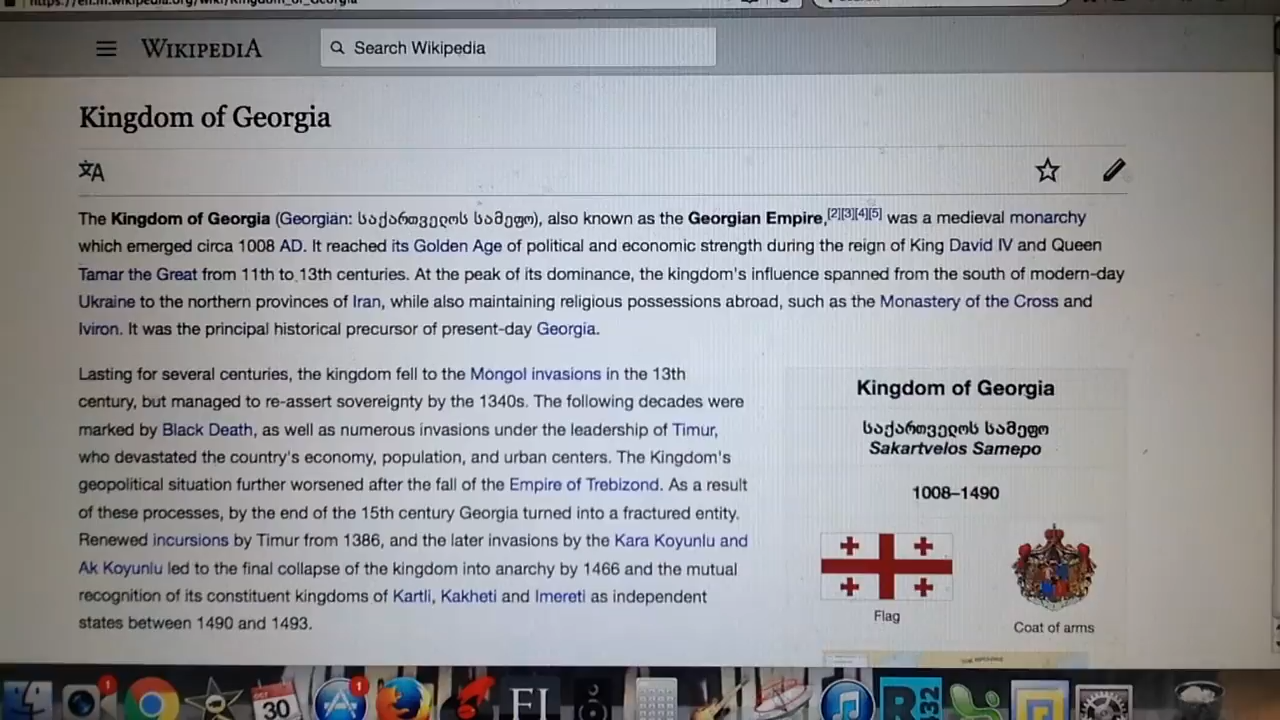 WIKIPEDIA
Search Wikipedia
Kingdom of Georgia
The Kingdom of Georgia (Georgian: საქართველოს სამეფო), also known as the Georgian Empire,[2][3][4][5] was a medieval monarchy
which emerged circa 1008 AD. It reached its Golden Age of political and economic strength during the reign of King David IV and Queen
Tamar the Great from 11th to 13th centuries. At the peak of its dominance, the kingdom's influence spanned from the south of modern-day
Ukraine to the northern provinces of Iran, while also maintaining religious possessions abroad, such as the Monastery of the Cross and
Iviron. It was the principal historical precursor of present-day Georgia.
Lasting for several centuries, the kingdom fell to the Mongol invasions in the 13th
century, but managed to re-assert sovereignty by the 1340s. The following decades were
marked by Black Death, as well as numerous invasions under the leadership of Timur,
who devastated the country's economy, population, and urban centers. The Kingdom's
geopolitical situation further worsened after the fall of the Empire of Trebizond. As a result
of these processes, by the end of the 15th century Georgia turned into a fractured entity.
Renewed incursions by Timur from 1386, and the later invasions by the Kara Koyunlu and
Ak Koyunlu led to the final collapse of the kingdom into anarchy by 1466 and the mutual
recognition of its constituent kingdoms of Kartli, Kakheti and Imereti as independent
states between 1490 and 1493.
Kingdom of Georgia
საქართველოს სამეფო
Sakartvelos Samepo
1008–1490
Flag
Coat of arms
1
30
1
FI
R
32